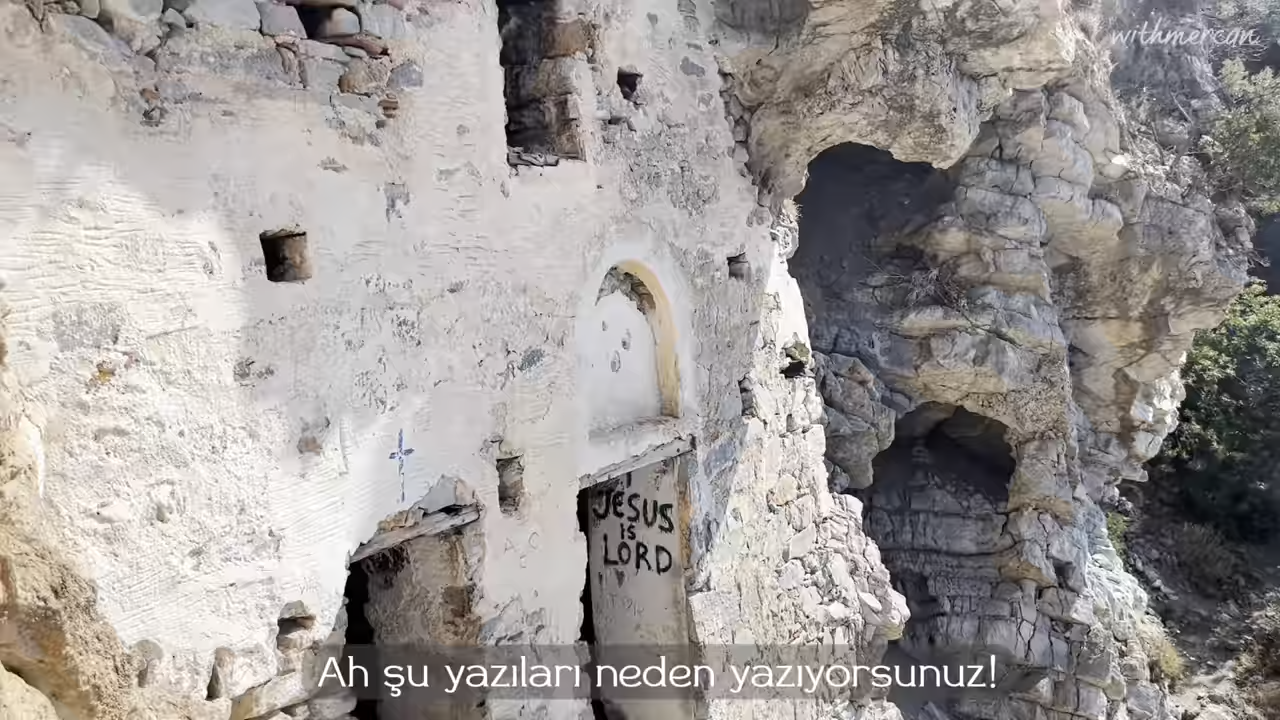 withmercan.
JESUS
IS
LORD
Ah şu yazıları neden yazıyorsunuz!